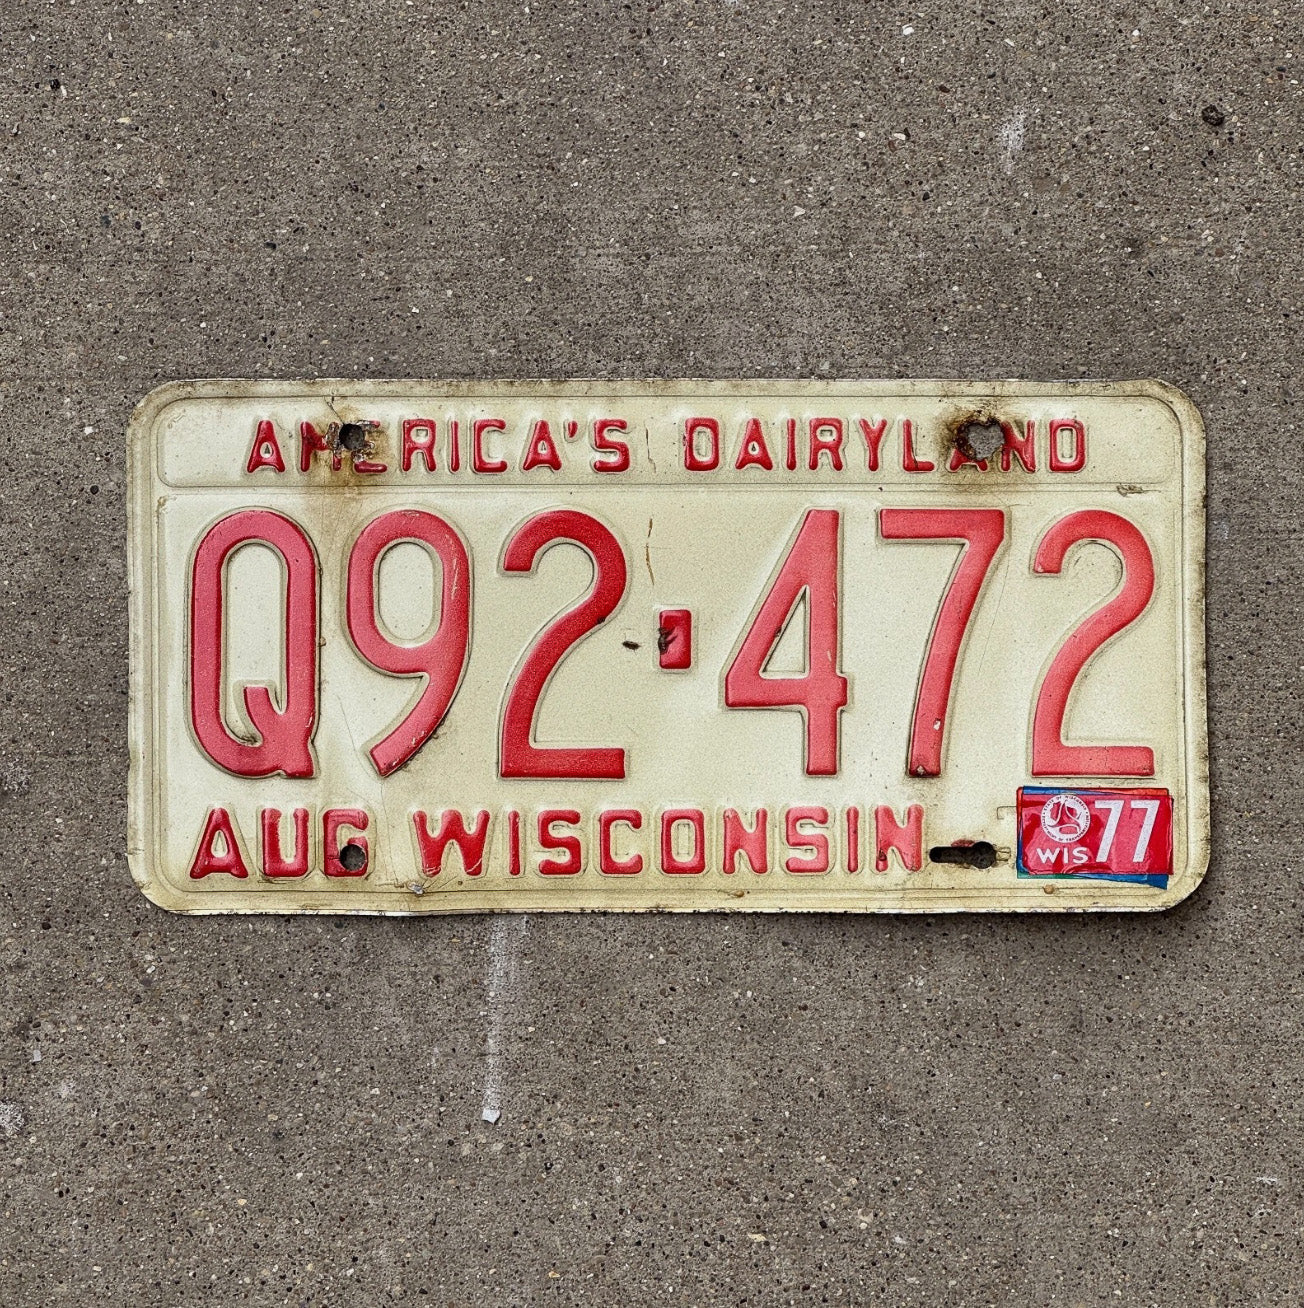 AMERICA'S DAIRYLAND
Q92-472
AUG WISCONSIN
WIS 77